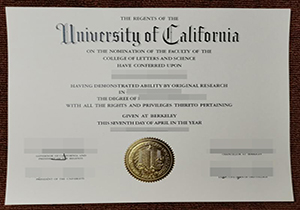 THE REGENTS OF THE
University of California
ON THE NOMINATION OF THE FACULTY OF THE
COLLEGE OF LETTERS AND SCIENCE
HAVE CONFERRED UPON
HAVING DEMONSTRATED ABILITY BY ORIGINAL RESEARCH
IN
THE DEGREE OF
WITH ALL THE RIGHTS AND PRIVILEGES THERETO PERTAINING
GIVEN AT BERKELEY
THIS SEVENTH DAY OF APRIL IN THE YEAR